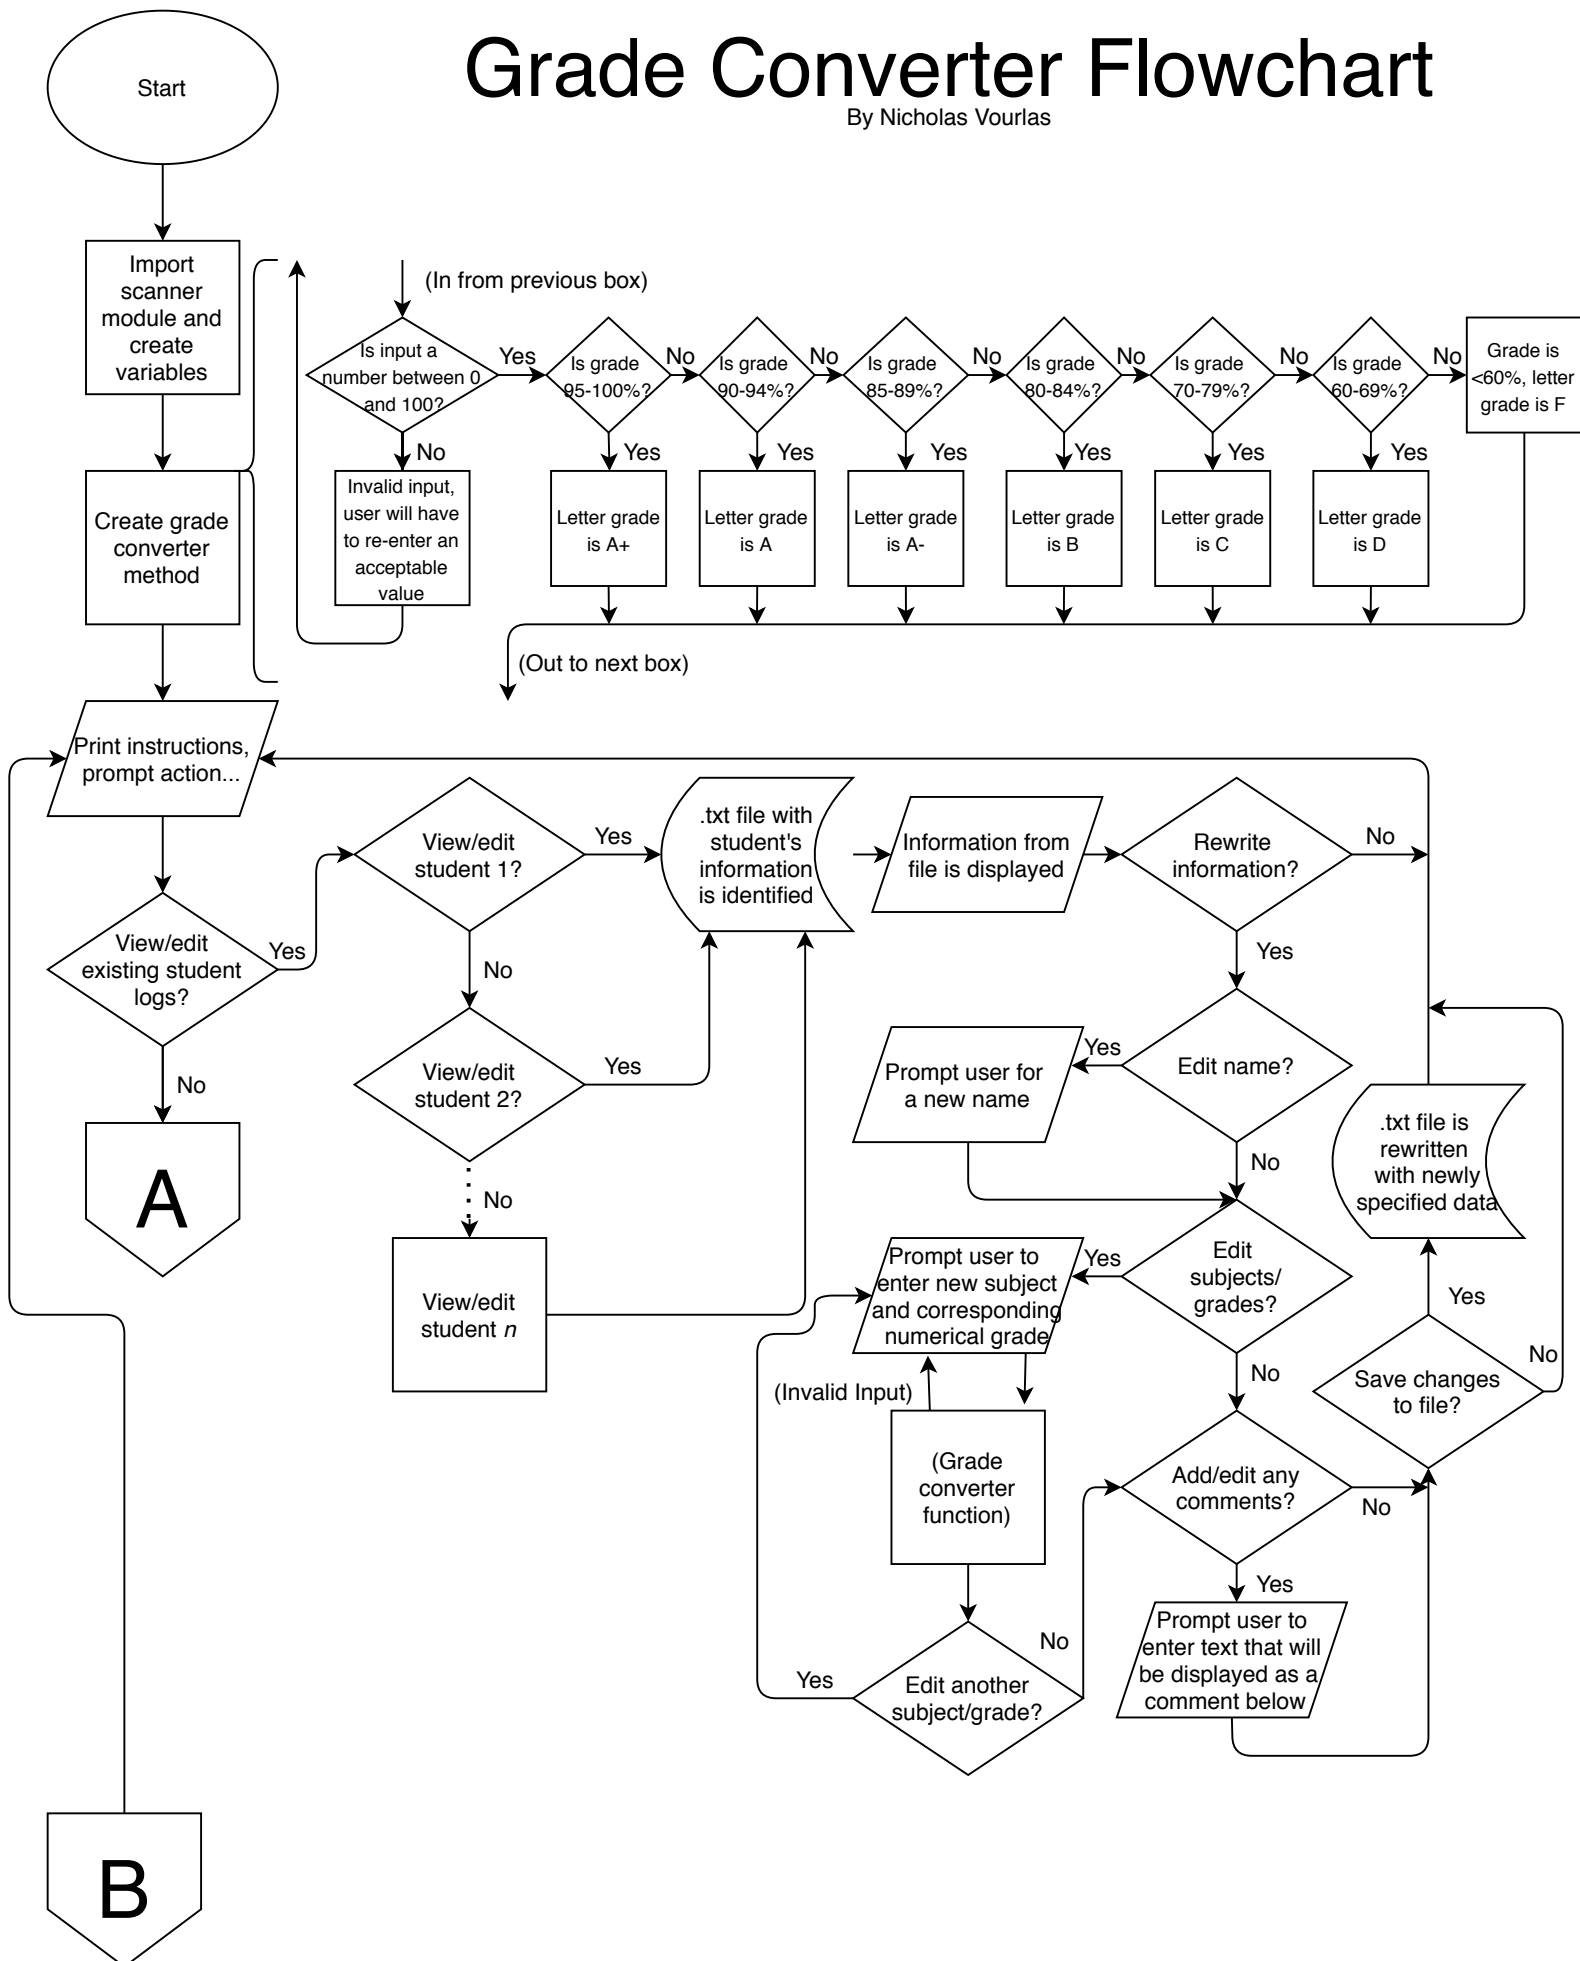 Grade Converter Flowchart
By Nicholas Vourlas
Start
Import
scanner
module and
create
variables
Create grade
converter
method
(In from previous box)
Is input a
number between 0
and 100?
Yes
No
Invalid input,
user will have
to re-enter an
acceptable
value
Is grade
95-100%?
No
Yes
Letter grade
is A+
Is grade
90-94%?
No
Yes
Letter grade
is A
Is grade
85-89%?
No
Yes
Letter grade
is A-
Is grade
80-84%?
No
Yes
Letter grade
is B
Is grade
70-79%?
No
Yes
Letter grade
is C
Is grade
60-69%?
No
Yes
Letter grade
is D
Grade is
<60%, letter
grade is F
(Out to next box)
Print instructions,
prompt action...
View/edit
existing student
logs?
Yes
No
A
View/edit
student 1?
Yes
No
View/edit
student 2?
Yes
No
View/edit
student n
.txt file with
student's
information
is identified
Information from
file is displayed
Rewrite
information?
No
Yes
Edit name?
Yes
No
Prompt user for
a new name
Edit
subjects/
grades?
Yes
No
Prompt user to
enter new subject
and corresponding
numerical grade
(Invalid Input)
(Grade
converter
function)
Edit another
subject/grade?
Yes
No
Add/edit any
comments?
No
Yes
Prompt user to
enter text that will
be displayed as a
comment below
Save changes
to file?
Yes
No
.txt file is
rewritten
with newly
specified data
B